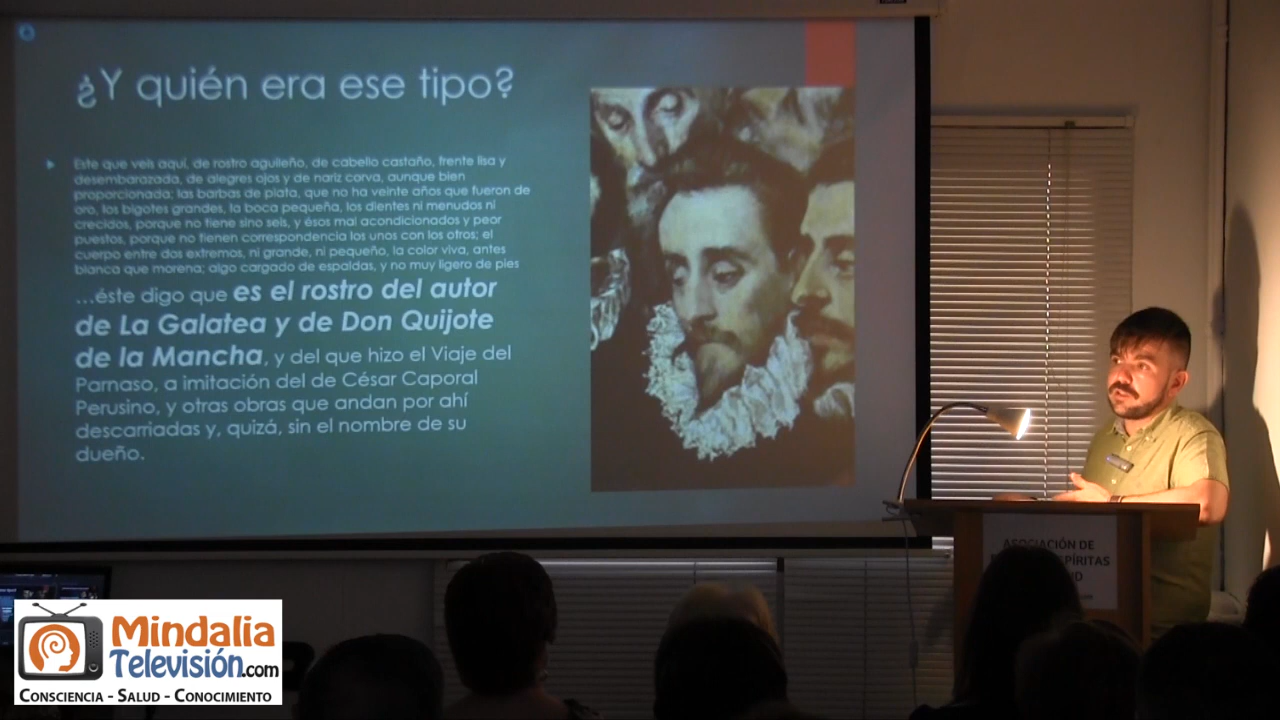 ¿Y quién era ese tipo?
Este que veis aquí, de rostro aguileño, de cabello castaño, frente lisa y
desembarazada, de alegres ojos y de nariz corva, aunque bien
proporcionada; las barbas de plata, que no ha veinte años que fueron de
oro, los bigotes grandes, la boca pequeña, los dientes ni menudos ni
crecidos, porque no tiene sino seis, y ésos mal acondicionados y peor
puestos, porque no tienen correspondencia los unos con los otros; el
cuerpo entre dos extremos, ni grande, ni pequeño, la color viva, antes
blanca que morena; algo cargado de espaldas, y no muy ligero de pies
...éste digo que es el rostro del autor
de La Galatea y de Don Quijote
de la Mancha, y del que hizo el Viaje del
Parnaso, a imitación del de César Caporal
Perusino, y otras obras que andan por ahí
descarriadas y, quizá, sin el nombre de su
dueño.
ASOCIACIÓN DE
Mindalia
Televisión.com
CONSCIENCIA - SALUD - CONOCIMIENTO